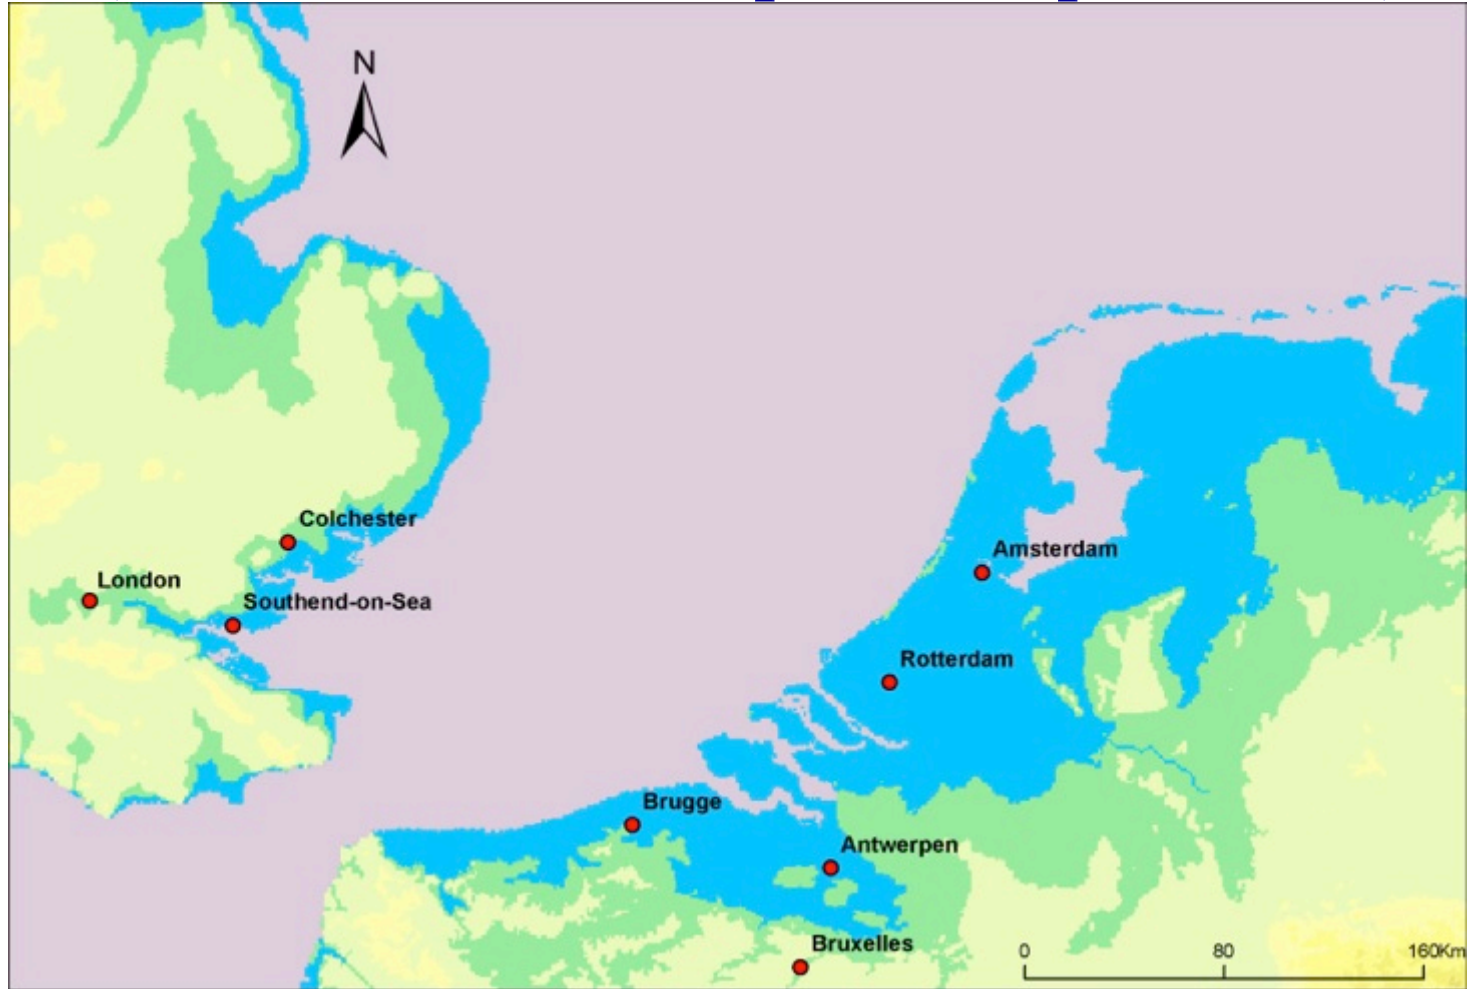 N
Colchester
London
Southend-on-Sea
Amsterdam
Rotterdam
Brugge
Antwerpen
Bruxelles
0 80 160Km